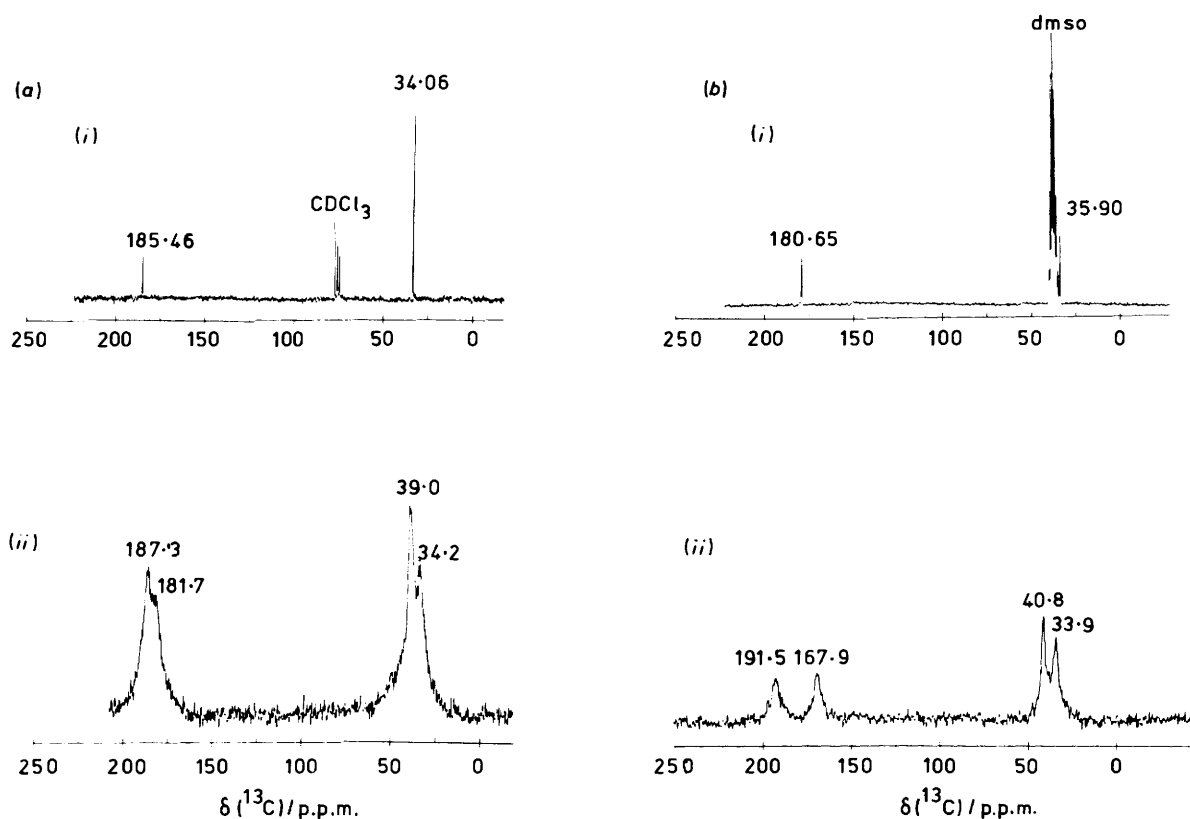 (a)
(i)
185·46
CDCl3
34·06
250 200 150 100 50 0
(b)
(i)
dmso
180·65
35·90
250 200 150 100 50 0
(ii)
187·3
181·7
39·0
34·2
250 200 150 100 50 0
δ(13C)/p.p.m.
(ii)
191·5 167·9
40·8
33·9
250 200 150 100 50 0
δ(13C)/p.p.m.